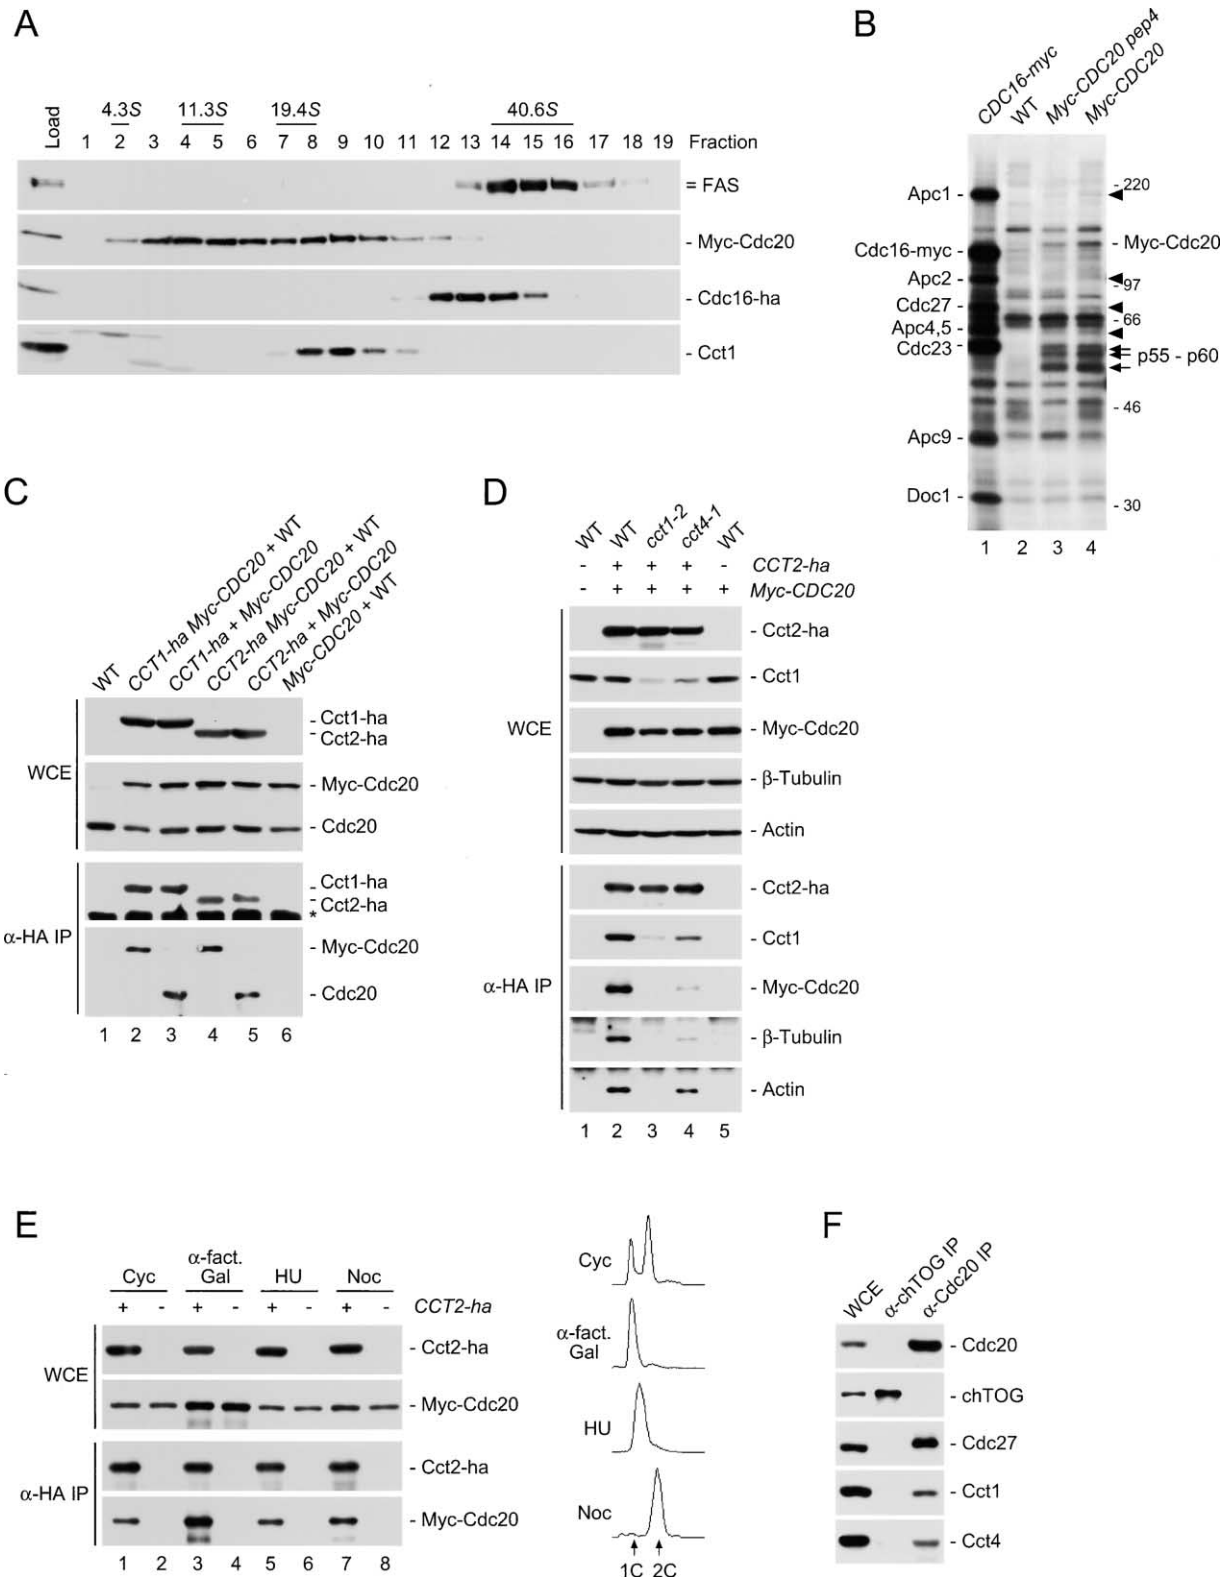 A
4.3S 11.3S 19.4S 40.6S
Load 1 2 3 4 5 6 7 8 9 10 11 12 13 14 15 16 17 18 19 Fraction
= FAS
- Myc-Cdc20
- Cdc16-ha
- Cct1
B
CDC16-myc WT Myc-CDC20 pep4 Myc-CDC20
Apc1 -
Cdc16-myc -
Apc2 -
Cdc27 -
Apc4,5 -
Cdc23 -
Apc9 -
Doc1 -
- 220
- Myc-Cdc20
- 97
- 66
p55 - p60
- 46
- 30
1 2 3 4
C
WT
CCT1-ha Myc-CDC20 + WT
CCT1-ha + Myc-CDC20
CCT2-ha Myc-CDC20 + WT
CCT2-ha + Myc-CDC20
Myc-CDC20 + WT
WCE
- Cct1-ha
- Cct2-ha
- Myc-Cdc20
- Cdc20
α-HA IP
- Cct1-ha
- Cct2-ha
*
- Myc-Cdc20
- Cdc20
1 2 3 4 5 6
D
WT WT cct1-2 cct4-1 WT
- + + + - CCT2-ha
- + + + + Myc-CDC20
WCE
- Cct2-ha
- Cct1
- Myc-Cdc20
- β-Tubulin
- Actin
α-HA IP
- Cct2-ha
- Cct1
- Myc-Cdc20
- β-Tubulin
- Actin
1 2 3 4 5
E
Cyc α-fact. Gal HU Noc
+ - + - + - + - CCT2-ha
WCE
- Cct2-ha
- Myc-Cdc20
α-HA IP
- Cct2-ha
- Myc-Cdc20
1 2 3 4 5 6 7 8
Cyc
α-fact.
Gal
HU
Noc
1C 2C
F
WCE α-chTOG IP α-Cdc20 IP
- Cdc20
- chTOG
- Cdc27
- Cct1
- Cct4